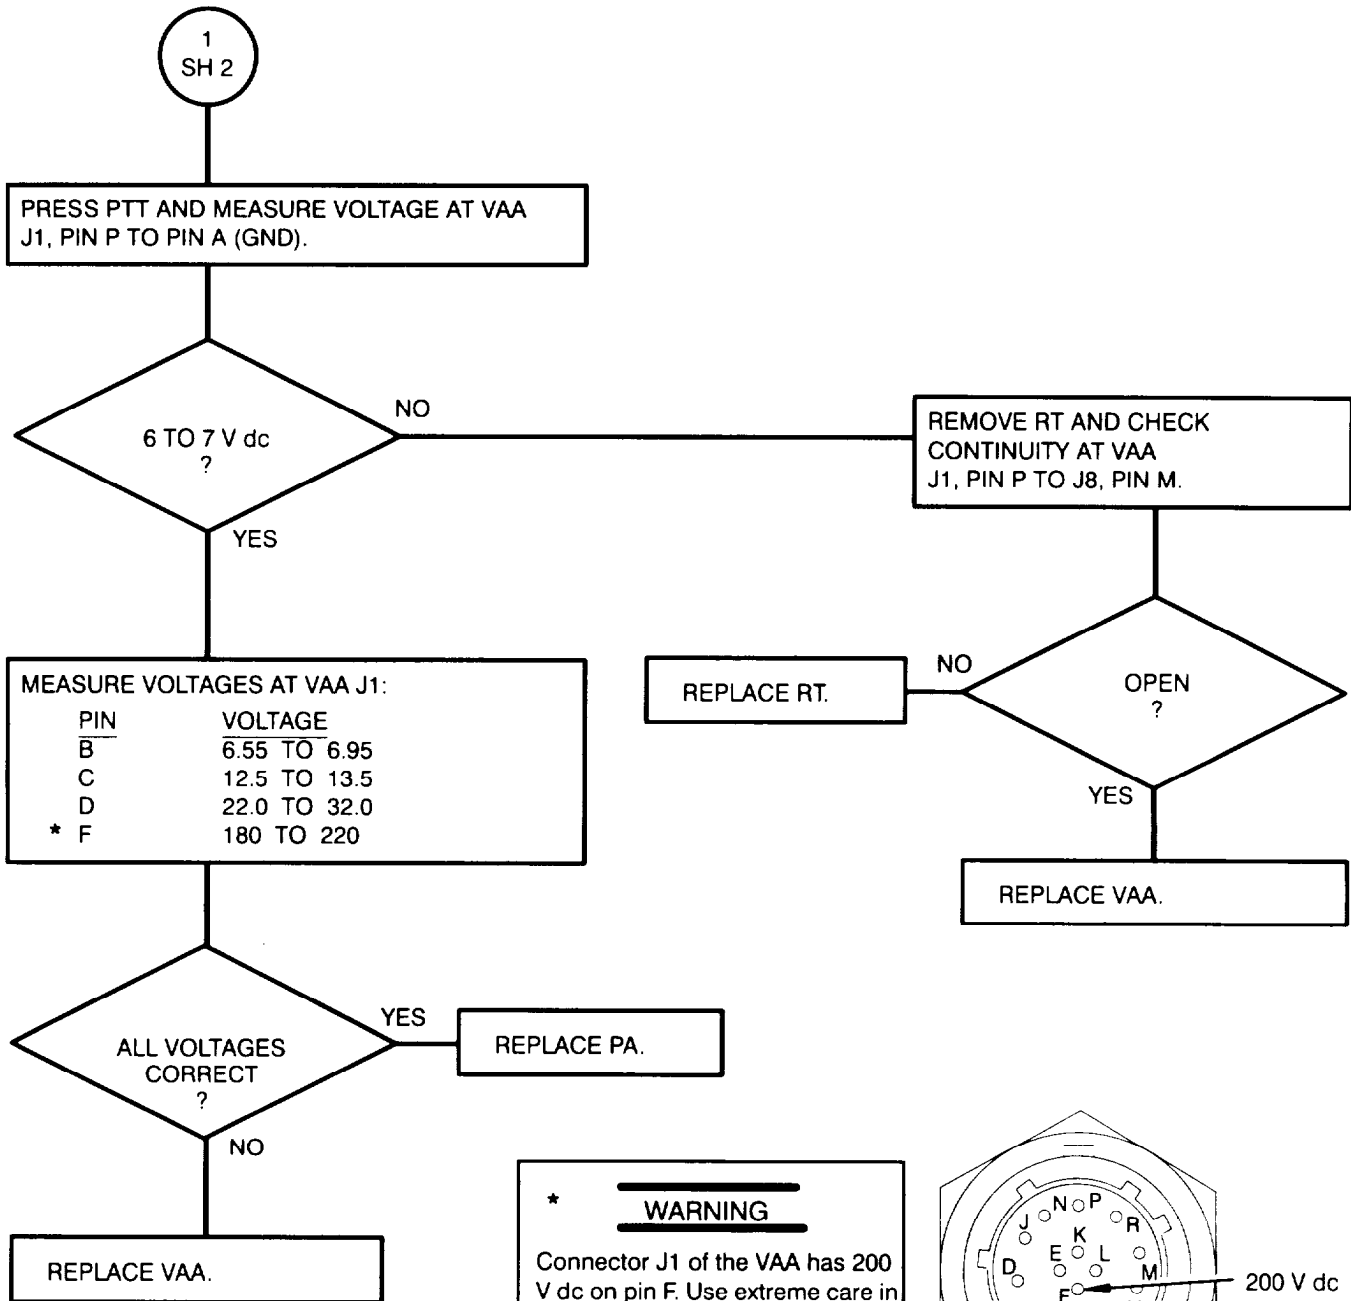 1
SH 2
PRESS PTT AND MEASURE VOLTAGE AT VAA
J1, PIN P TO PIN A (GND).
6 TO 7 V dc
?
NO
YES
REMOVE RT AND CHECK
CONTINUITY AT VAA
J1, PIN P TO J8, PIN M.
OPEN
?
NO
REPLACE RT.
YES
REPLACE VAA.
MEASURE VOLTAGES AT VAA J1:
PIN VOLTAGE
B 6.55 TO 6.95
C 12.5 TO 13.5
D 22.0 TO 32.0
* F 180 TO 220
ALL VOLTAGES
CORRECT
?
YES
REPLACE PA.
NO
REPLACE VAA.
* WARNING
Connector J1 of the VAA has 200
V dc on pin F. Use extreme care in
N P
J R
K
E L
D M
F
200 V dc